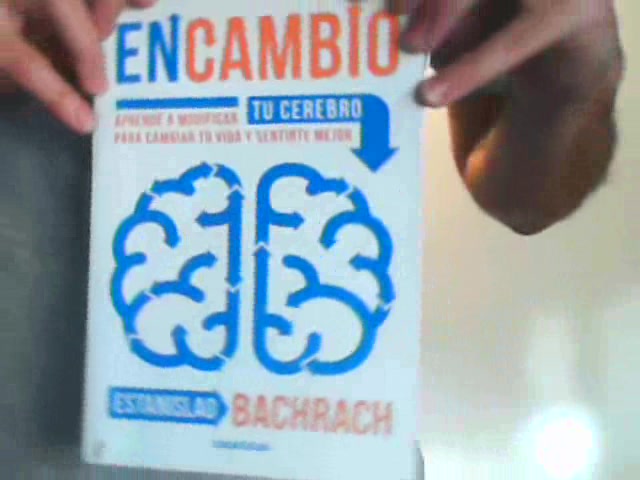 ENCAMBIO
APRENDE A MODIFICAR TU CEREBRO
PARA CAMBIAR TU VIDA Y SENTIRTE MEJOR
ESTANISLAO BACHRACH